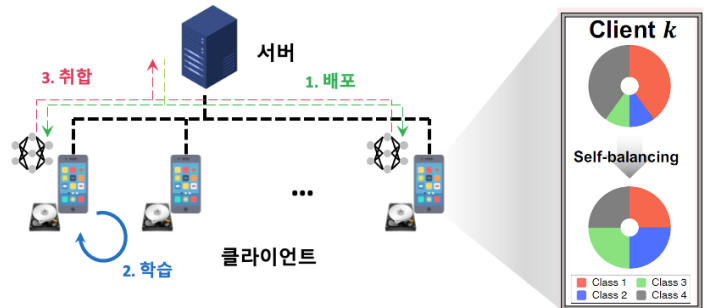 서버
3. 취합
1. 배포
...
2. 학습
클라이언트
Client k
Self-balancing
Class 1
Class 3
Class 2
Class 4